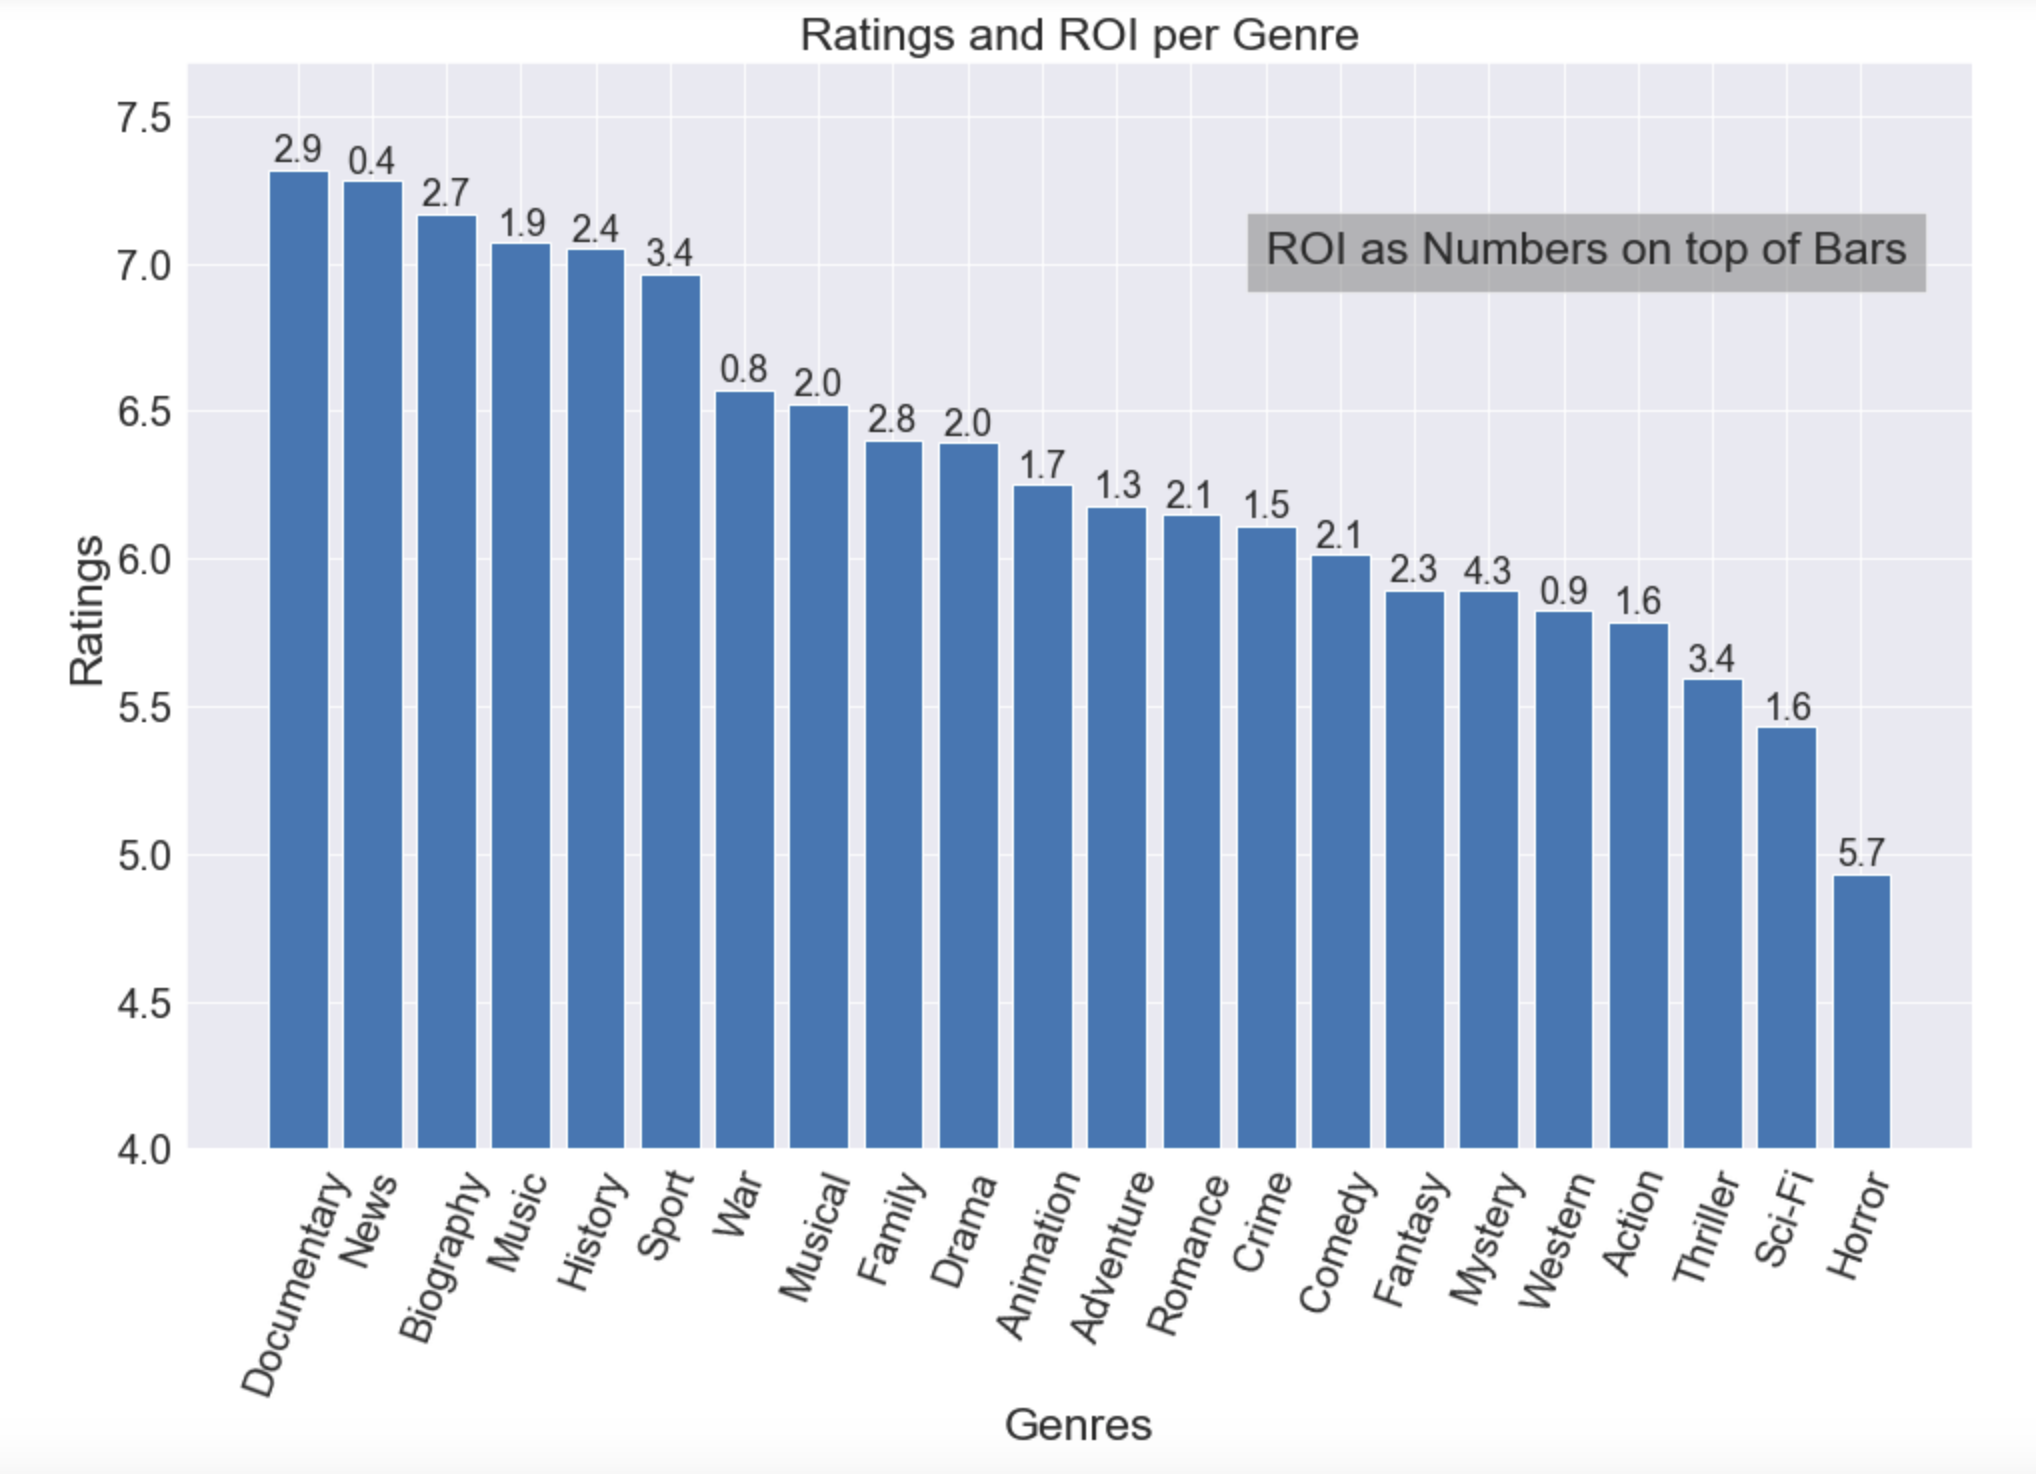 Ratings and ROI per Genre
7.5
7.0
6.5
6.0
5.5
5.0
4.5
4.0
Ratings
2.9
0.4
2.7
1.9
2.4
3.4
0.8
2.0
2.8
2.0
1.7
1.3
2.1
1.5
2.1
2.3
4.3
0.9
1.6
3.4
1.6
5.7
ROI as Numbers on top of Bars
Documentary
News
Biography
Music
History
Sport
War
Musical
Family
Drama
Animation
Adventure
Romance
Crime
Comedy
Fantasy
Mystery
Western
Action
Thriller
Sci-Fi
Horror
Genres